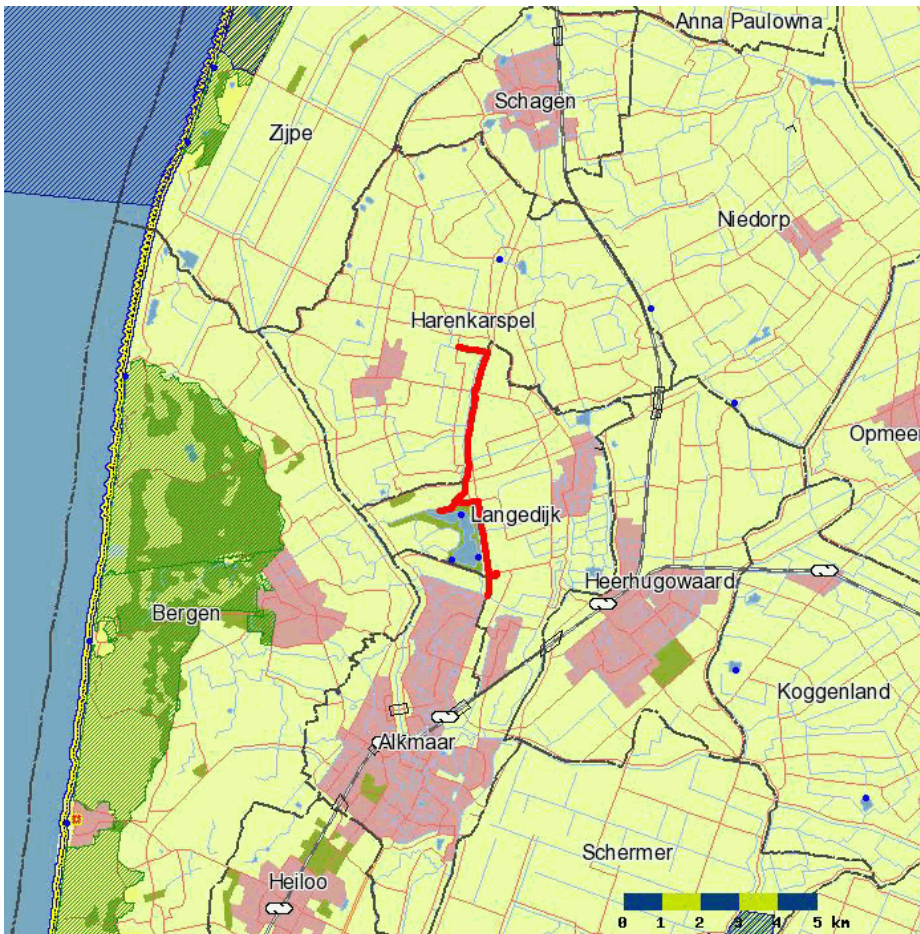 Anna Paulowna
Schagen
Zijpe
Niedorp
Harenkarspel
Opmeer
Langedijk
Heerhugowaard
Bergen
Koggenland
Alkmaar
Schermer
Heiloo
0 1 2 3 4 5 km